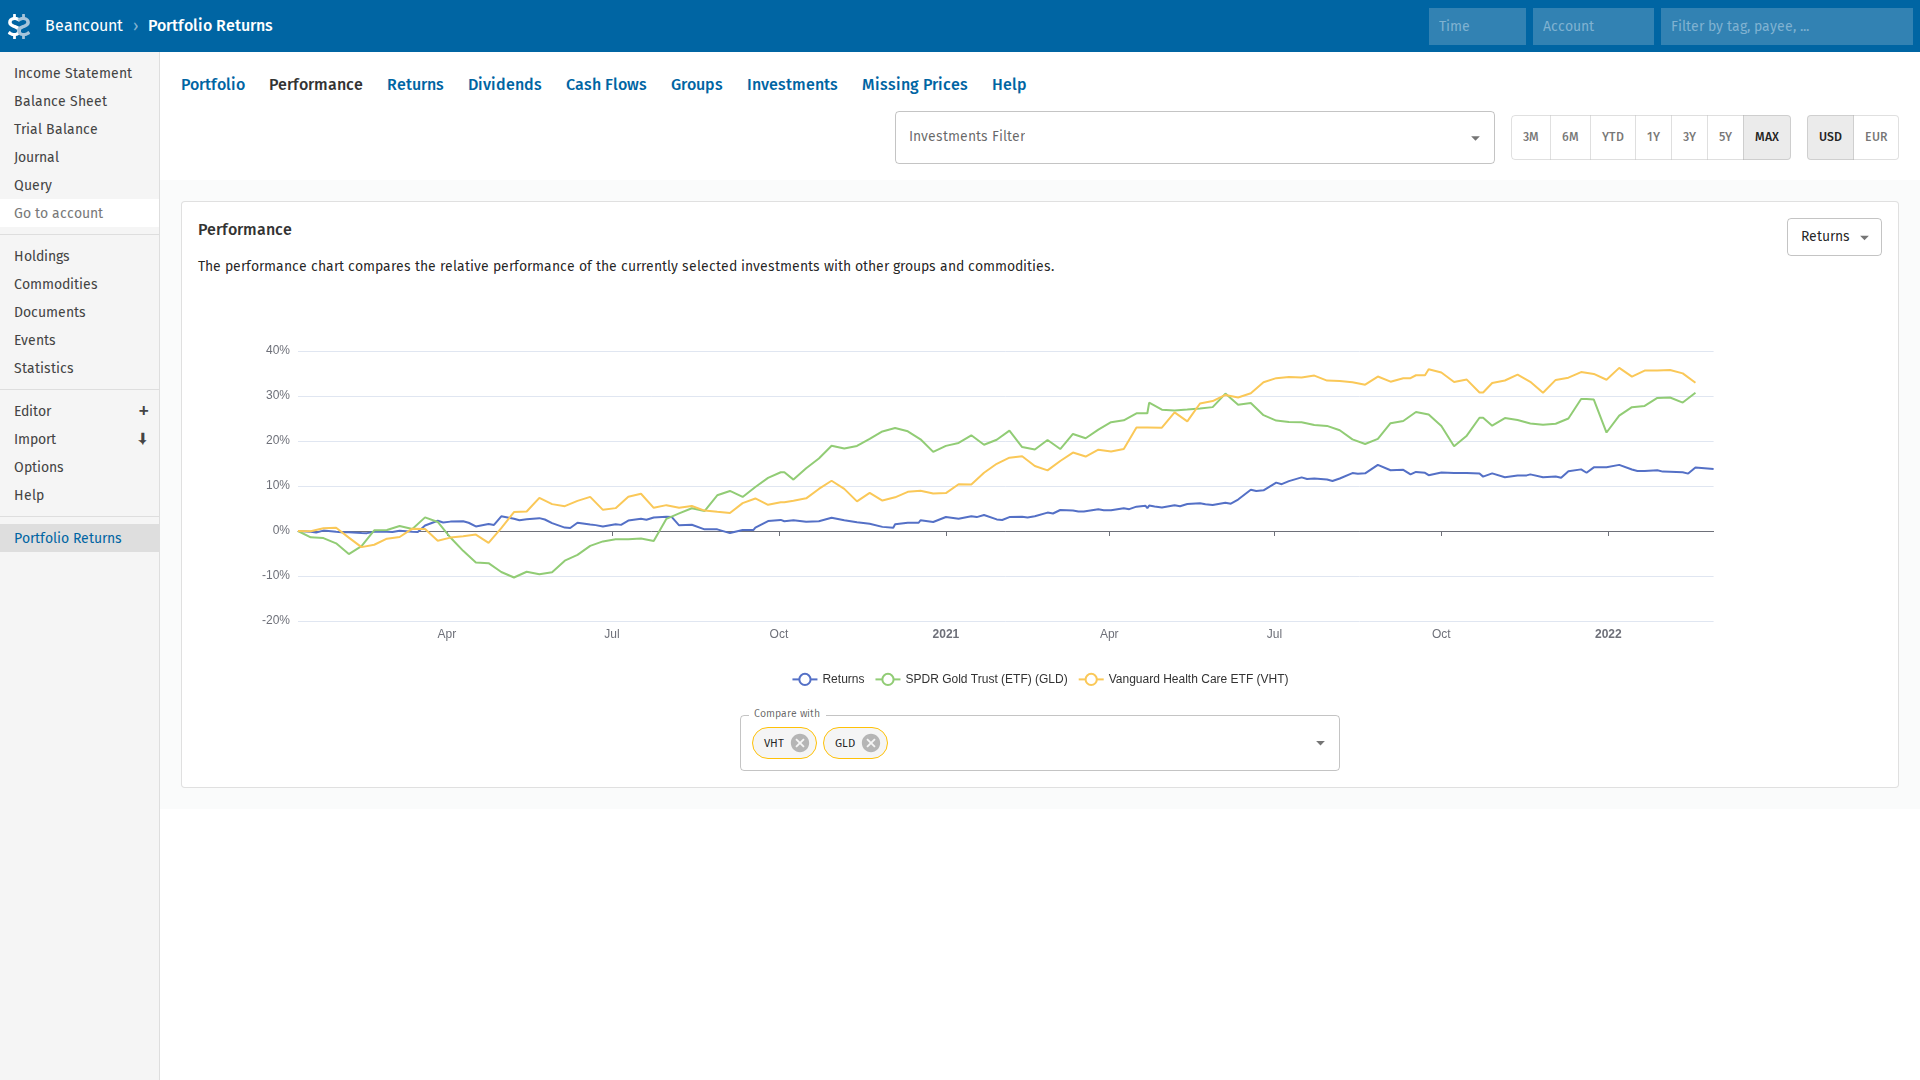 Beancount › Portfolio Returns
Time
Account
Filter by tag, payee, ...
Income Statement
Balance Sheet
Trial Balance
Journal
Query
Go to account
Holdings
Commodities
Documents
Events
Statistics
Editor +
Import
Options
Help
Portfolio Returns
Portfolio Performance Returns Dividends Cash Flows Groups Investments Missing Prices Help
Investments Filter
3M 6M YTD 1Y 3Y 5Y MAX
USD EUR
Performance
Returns
The performance chart compares the relative performance of the currently selected investments with other groups and commodities.
40%
30%
20%
10%
0%
-10%
-20%
Apr Jul Oct 2021 Apr Jul Oct 2022
Returns SPDR Gold Trust (ETF) (GLD) Vanguard Health Care ETF (VHT)
Compare with
VHT GLD